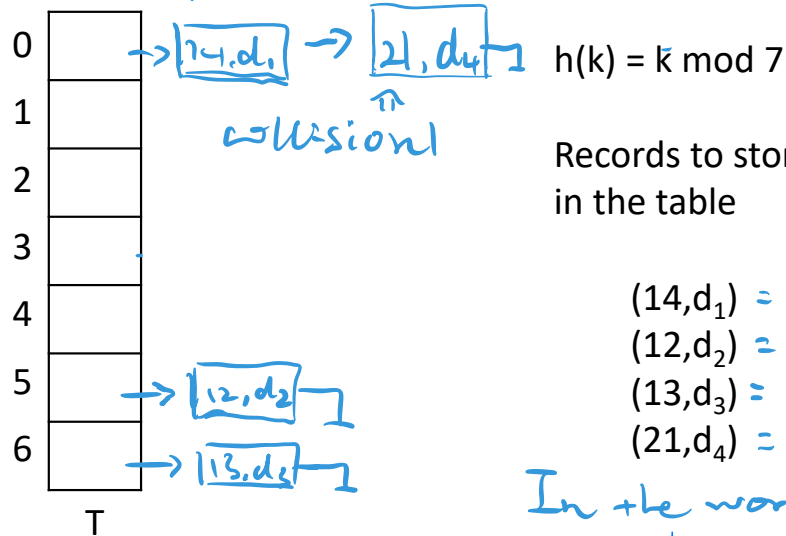 0 14,d₁ → 21,d₄ h(k) = k mod 7
1 collision!
2 Records to stor
in the table
3
4 (14,d₁) =
(12,d₂) =
5 12,d₂ (13,d₃) =
6 13,d₃ (21,d₄) =
In the wor
T